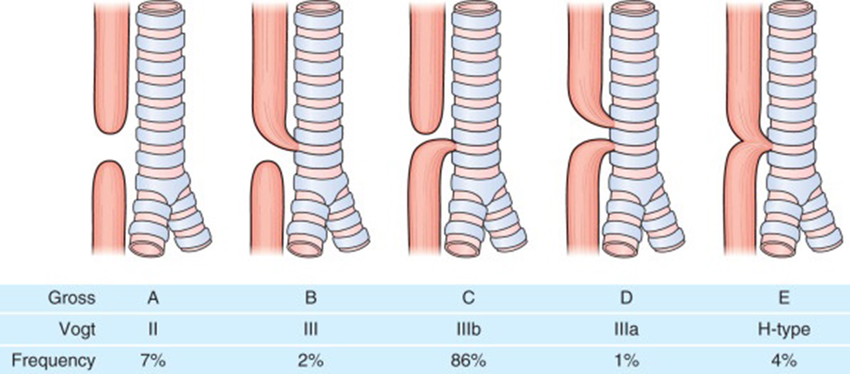 Gross A B C D E
Vogt II III IIIb IIIa H-type
Frequency 7% 2% 86% 1% 4%